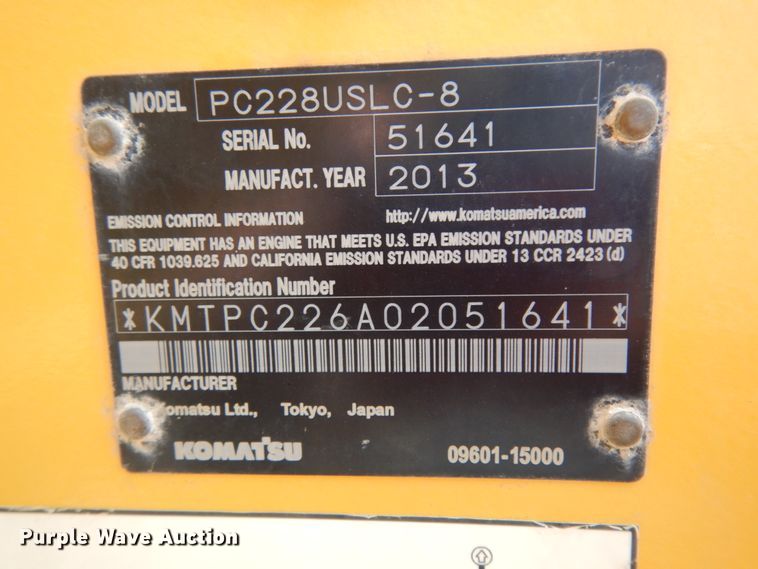 MODEL PC228USLC-8
SERIAL No. 51641
MANUFACT. YEAR 2013
EMISSION CONTROL INFORMATION http://www.komatsuamerica.com
THIS EQUIPMENT HAS AN ENGINE THAT MEETS U.S. EPA EMISSION STANDARDS UNDER
40 CFR 1039.625 AND CALIFORNIA EMISSION STANDARDS UNDER 13 CCR 2423 (d)
Product Identification Number
*KMTPC226A02051641*
MANUFACTURER
Komatsu Ltd., Tokyo, Japan
KOMATSU 09601-15000
Purple Wave Auction